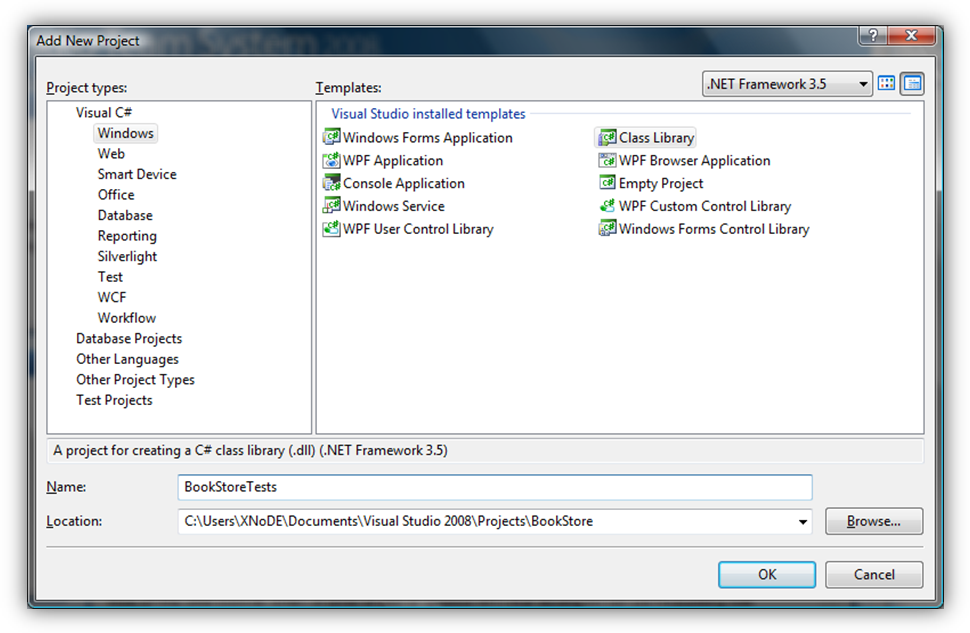 Add New Project
Project types:
Templates:
.NET Framework 3.5
Visual C#
Windows
Web
Smart Device
Office
Database
Reporting
Silverlight
Test
WCF
Workflow
Database Projects
Other Languages
Other Project Types
Test Projects
Visual Studio installed templates
Windows Forms Application
Class Library
WPF Application
WPF Browser Application
Console Application
Empty Project
Windows Service
WPF Custom Control Library
WPF User Control Library
Windows Forms Control Library
A project for creating a C# class library (.dll) (.NET Framework 3.5)
Name:
BookStoreTests
Location:
C:\Users\XNoDE\Documents\Visual Studio 2008\Projects\BookStore
Browse...
OK
Cancel